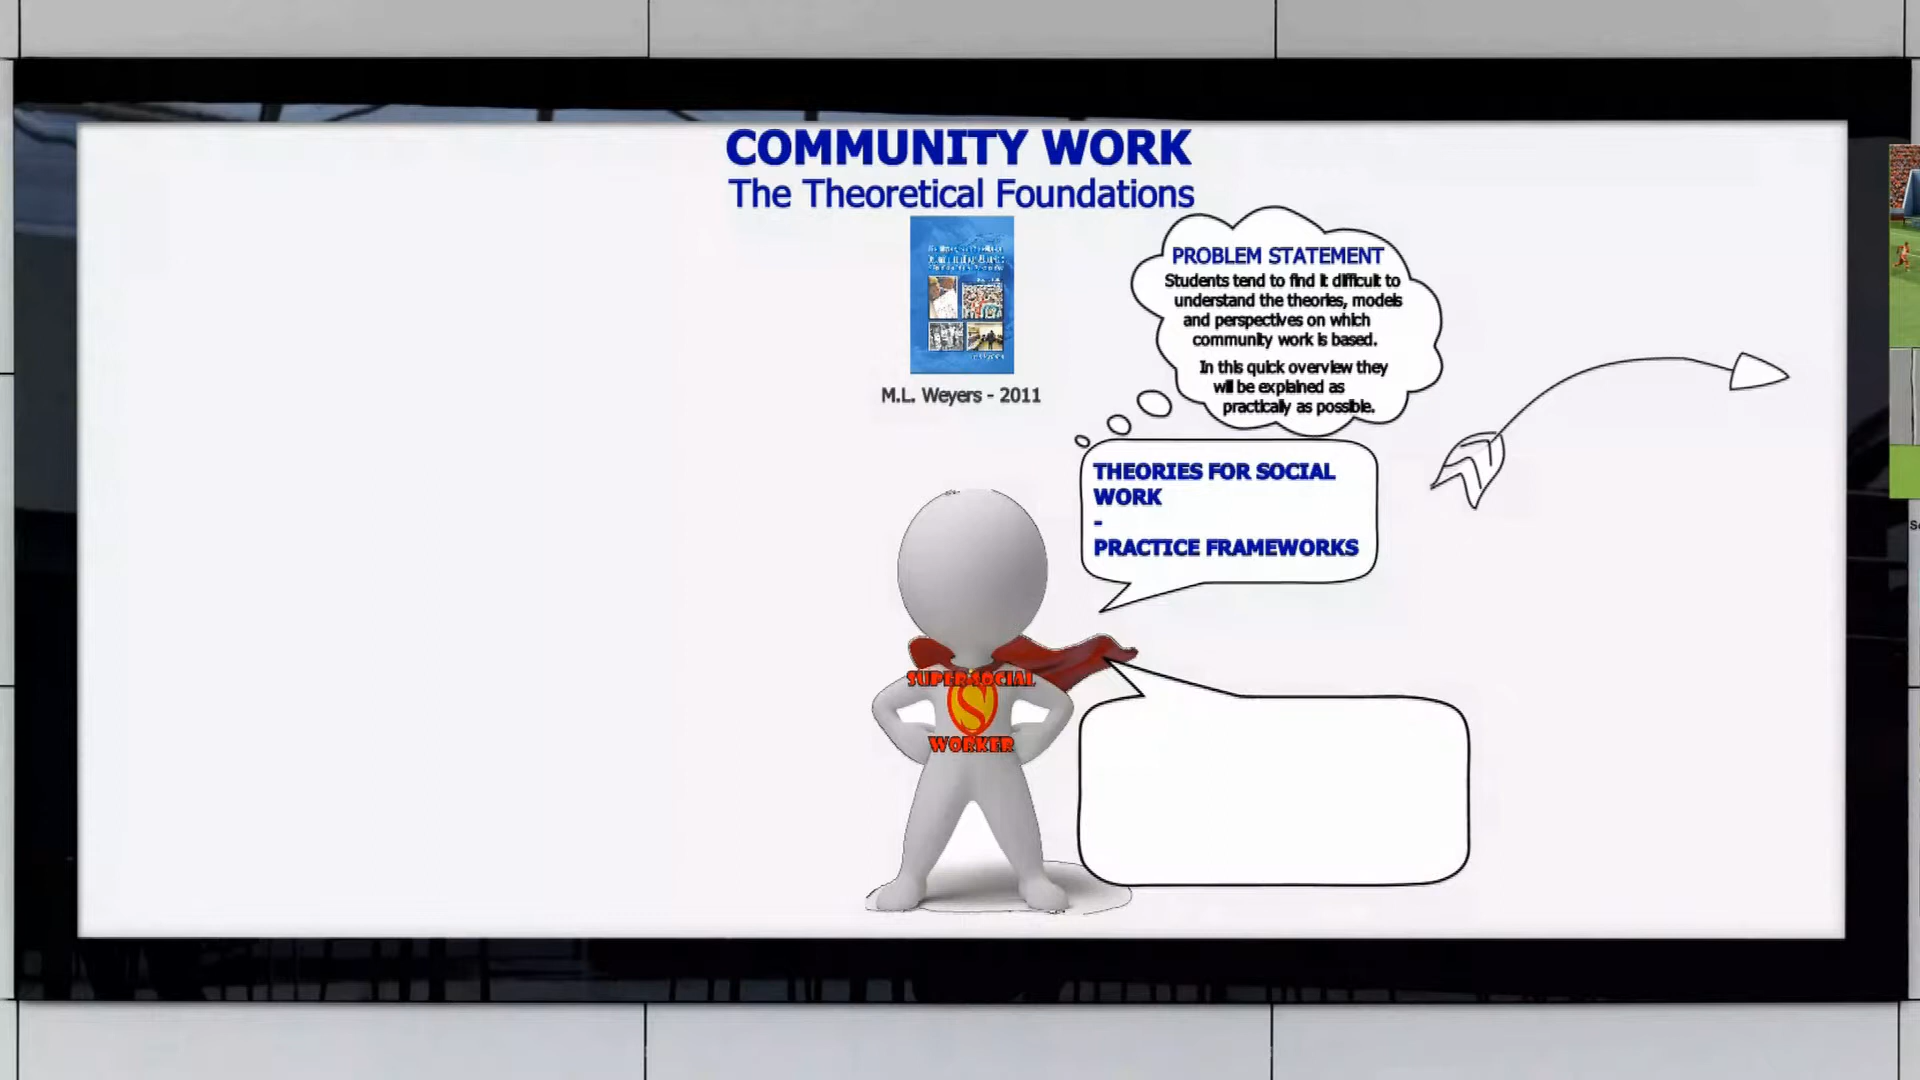 COMMUNITY WORK
The Theoretical Foundations
M.L. Weyers - 2011
PROBLEM STATEMENT
Students tend to find it difficult to
understand the theories, models
and perspectives on which
community work is based.
In this quick overview they
will be explained as
practically as possible.
THEORIES FOR SOCIAL
WORK
-
PRACTICE FRAMEWORKS
SUPER SOCIAL
S
WORKER